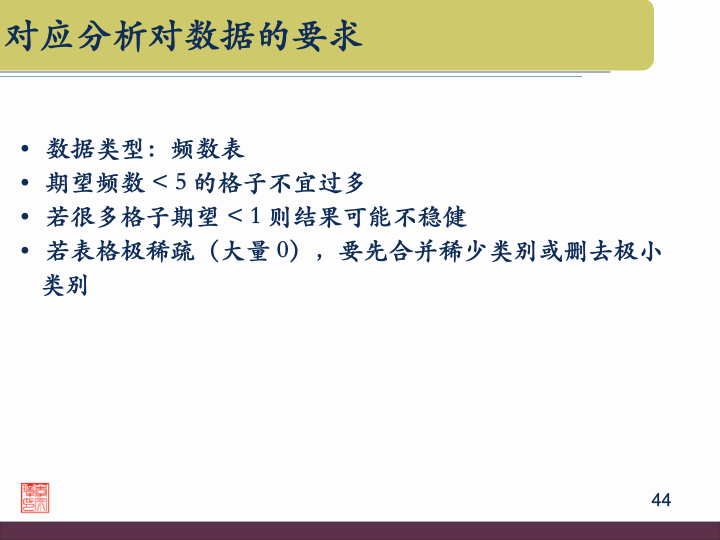 对应分析对数据的要求
• 数据类型：频数表
• 期望频数 < 5 的格子不宜过多
• 若很多格子期望 < 1 则结果可能不稳健
• 若表格极稀疏（大量 0），要先合并稀少类别或删去极小
类别
44